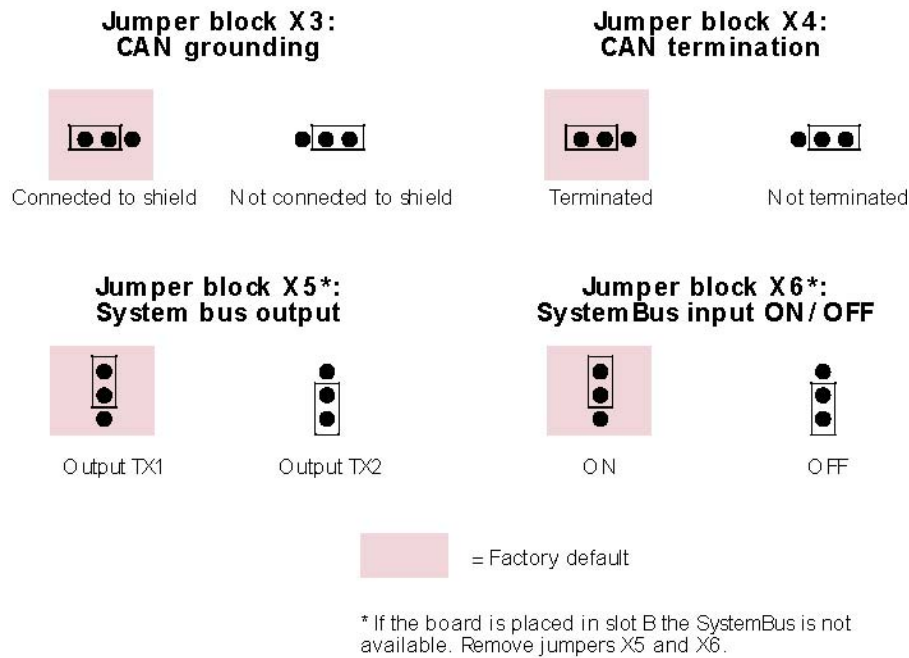 Jumper block X3:
CAN grounding
Jumper block X4:
CAN termination
Connected to shield
Not connected to shield
Terminated
Not terminated
Jumper block X5*:
System bus output
Jumper block X6*:
SystemBus input ON/OFF
Output TX1
Output TX2
ON
OFF
= Factory default
* If the board is placed in slot B the SystemBus is not
available. Remove jumpers X5 and X6.